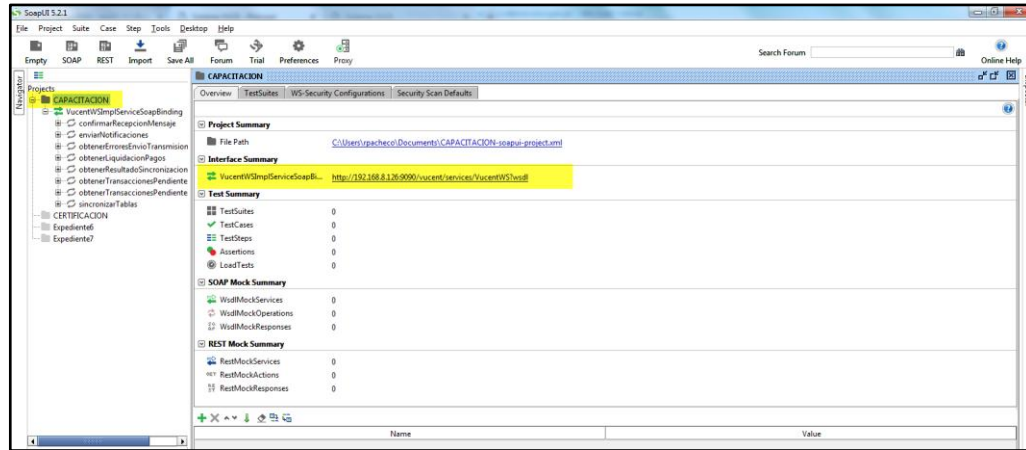 SoapUI 5.2.1
File Project Suite Case Step Tools Desktop Help
Empty SOAP REST Import Save All Forum Trial Preferences Proxy
Search Forum
Online Help
Navigator
Projects
CAPACITACION
VucentWSImplServiceSoapBinding
confirmarRecepcionMensaje
enviarNotificaciones
obtenerErroresEnvioTransmision
obtenerLiquidacionPagos
obtenerResultadoSincronizacion
obtenerTransaccionesPendiente
obtenerTransaccionesPendiente
sincronizarTablas
CERTIFICACION
Expediente6
Expediente7
CAPACITACION
Overview TestSuites WS-Security Configurations Security Scan Defaults
Project Summary
File Path C:\Users\rpacheco\Documents\CAPACITACION-soapui-project.xml
Interface Summary
VucentWSImplServiceSoapBi... http://192.168.8.126:9090/vucent/services/VucentWS?wsdl
Test Summary
TestSuites 0
TestCases 0
TestSteps 0
Assertions 0
LoadTests 0
SOAP Mock Summary
WsdlMockServices 0
WsdlMockOperations 0
WsdlMockResponses 0
REST Mock Summary
RestMockServices 0
RestMockActions 0
RestMockResponses 0
Name Value